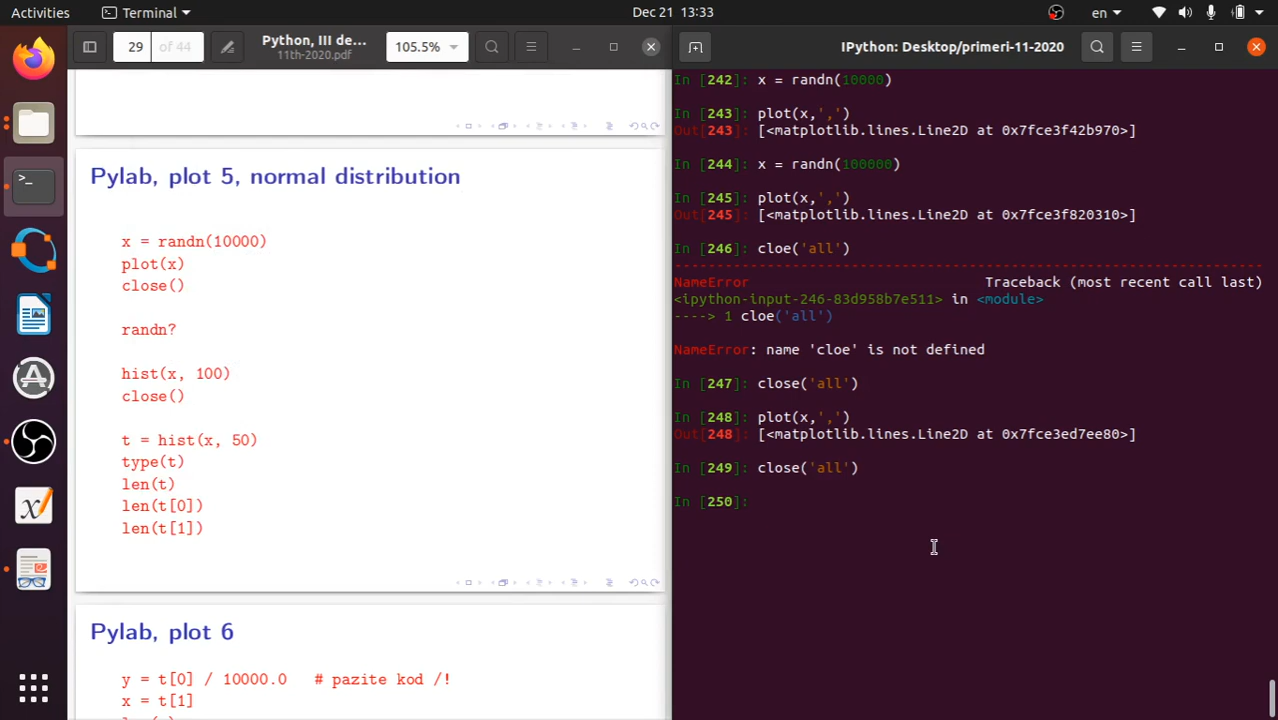 Activities
Terminal
Dec 21 13:33
en
29
of 44
Python, III de...
11th-2020.pdf
105.5%
Pylab, plot 5, normal distribution
x = randn(10000)
plot(x)
close()
randn?
hist(x, 100)
close()
t = hist(x, 50)
type(t)
len(t)
len(t[0])
len(t[1])
Pylab, plot 6
y = t[0] / 10000.0 # pazite kod /!
x = t[1]
IPython: Desktop/primeri-11-2020
In [242]: x = randn(10000)
In [243]: plot(x,',')
Out[243]: [<matplotlib.lines.Line2D at 0x7fce3f42b970>]
In [244]: x = randn(100000)
In [245]: plot(x,',')
Out[245]: [<matplotlib.lines.Line2D at 0x7fce3f820310>]
In [246]: cloe('all')
---------------------------------------------------------------------------
NameError Traceback (most recent call last)
<ipython-input-246-83d958b7e511> in <module>
----> 1 cloe('all')
NameError: name 'cloe' is not defined
In [247]: close('all')
In [248]: plot(x,',')
Out[248]: [<matplotlib.lines.Line2D at 0x7fce3ed7ee80>]
In [249]: close('all')
In [250]: